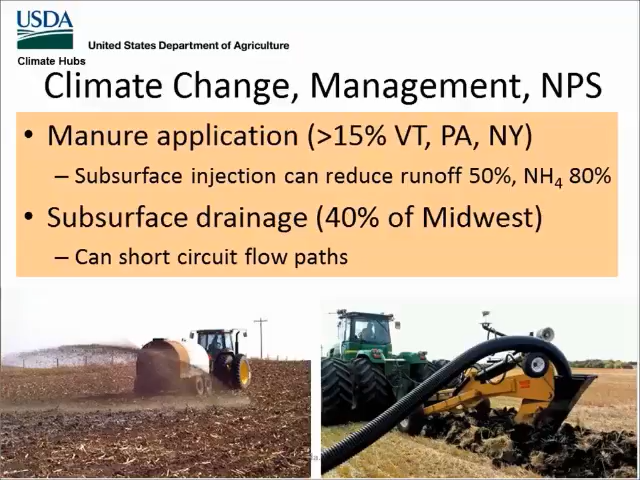 USDA
United States Department of Agriculture
Climate Hubs
Climate Change, Management, NPS
• Manure application (>15% VT, PA, NY)
– Subsurface injection can reduce runoff 50%, NH4 80%
• Subsurface drainage (40% of Midwest)
– Can short circuit flow paths